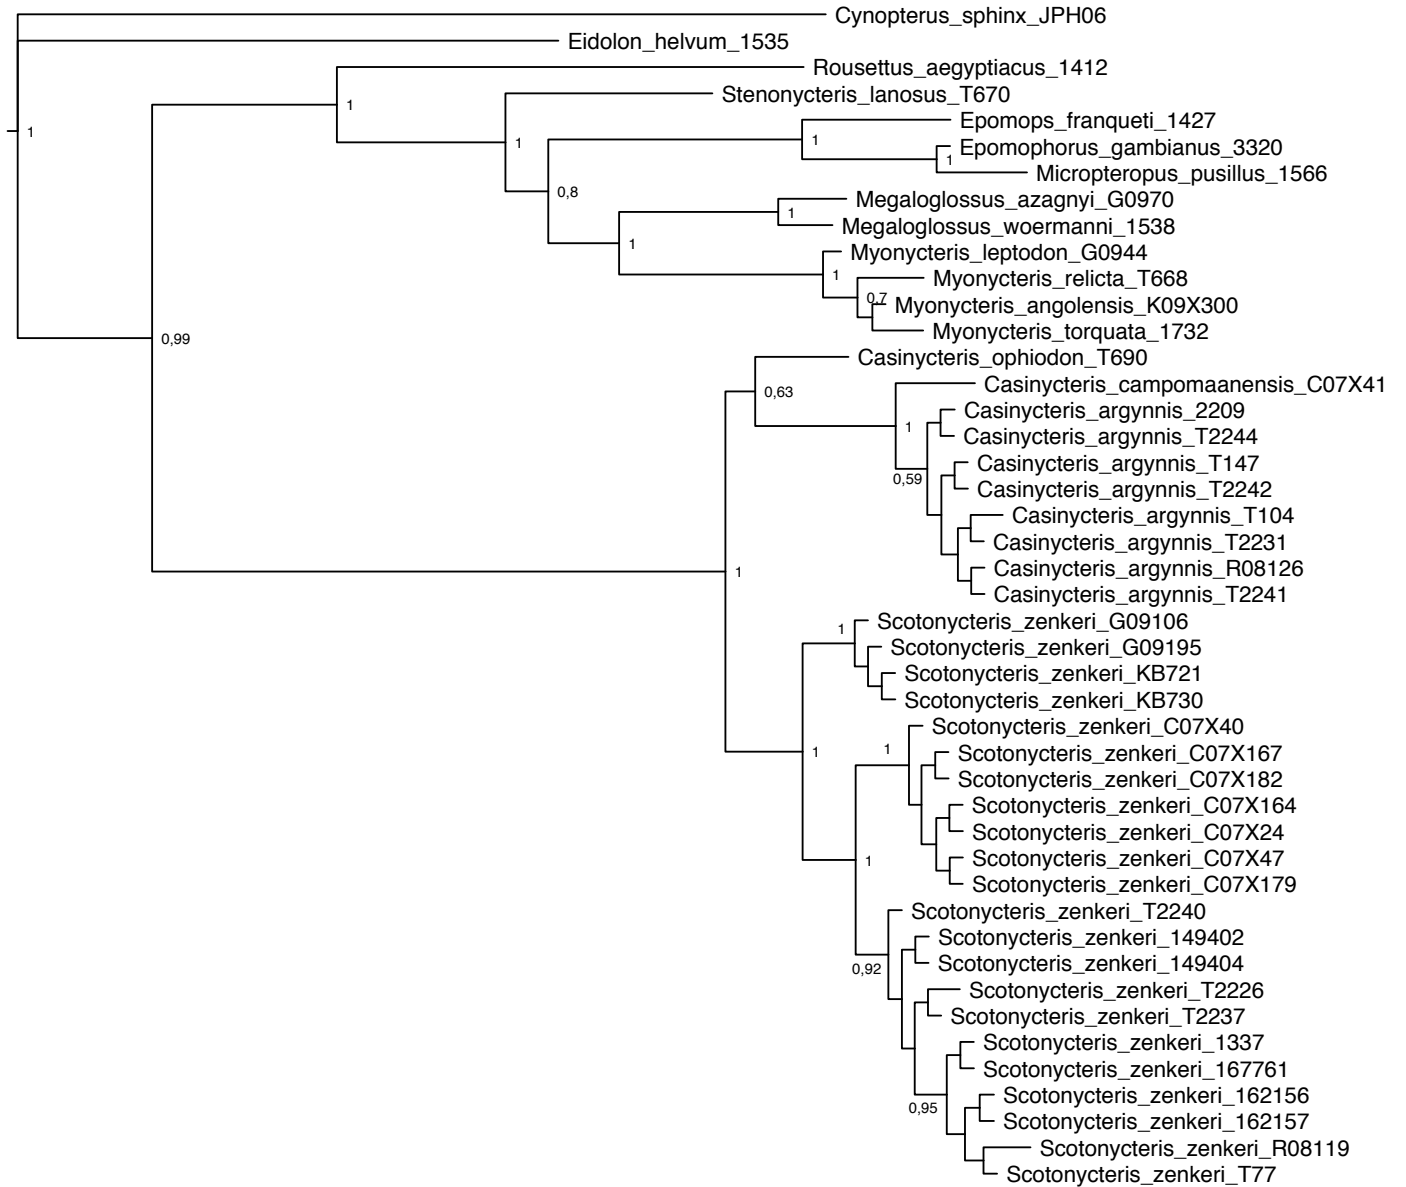 Cynopterus_sphinx_JPH06
Eidolon_helvum_1535
Rousettus_aegyptiacus_1412
Stenonycteris_lanosus_T670
1
Epomops_franqueti_1427
1
1
1
Epomophorus_gambianus_3320
1
Micropteropus_pusillus_1566
0,8
Megaloglossus_azagnyi_G0970
1
Megaloglossus_woermanni_1538
1
Myonycteris_leptodon_G0944
1
Myonycteris_relicta_T668
0,7
Myonycteris_angolensis_K09X300
Myonycteris_torquata_1732
0,99
Casinycteris_ophiodon_T690
Casinycteris_campomaanensis_C07X41
0,63
Casinycteris_argynnis_2209
1
Casinycteris_argynnis_T2244
Casinycteris_argynnis_T147
0,59
Casinycteris_argynnis_T2242
Casinycteris_argynnis_T104
Casinycteris_argynnis_T2231
Casinycteris_argynnis_R08126
1
Casinycteris_argynnis_T2241
Scotonycteris_zenkeri_G09106
1
Scotonycteris_zenkeri_G09195
Scotonycteris_zenkeri_KB721
Scotonycteris_zenkeri_KB730
Scotonycteris_zenkeri_C07X40
1
1
Scotonycteris_zenkeri_C07X167
Scotonycteris_zenkeri_C07X182
Scotonycteris_zenkeri_C07X164
Scotonycteris_zenkeri_C07X24
1
Scotonycteris_zenkeri_C07X47
Scotonycteris_zenkeri_C07X179
Scotonycteris_zenkeri_T2240
Scotonycteris_zenkeri_149402
Scotonycteris_zenkeri_149404
0,92
Scotonycteris_zenkeri_T2226
Scotonycteris_zenkeri_T2237
Scotonycteris_zenkeri_1337
Scotonycteris_zenkeri_167761
Scotonycteris_zenkeri_162156
0,95
Scotonycteris_zenkeri_162157
Scotonycteris_zenkeri_R08119
Scotonycteris_zenkeri_T77